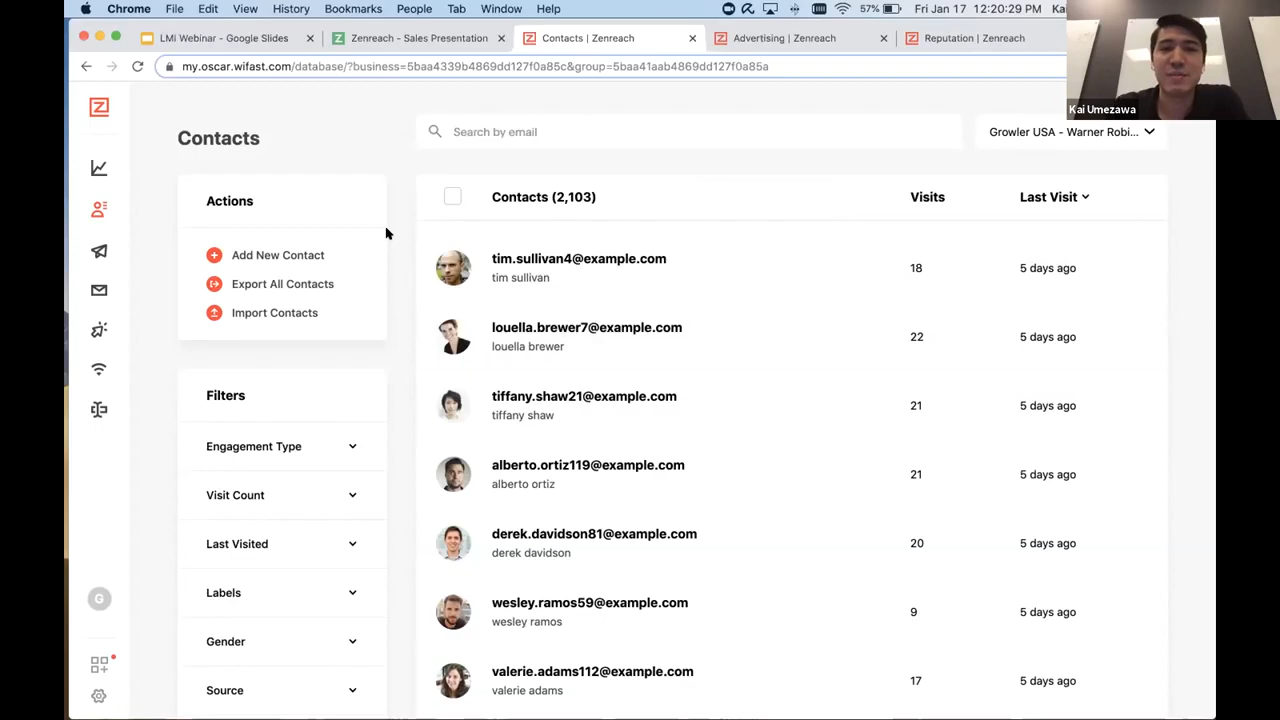 Chrome File Edit View History Bookmarks People Tab Window Help 57% Fri Jan 17 12:20:29 PM Kai
LMi Webinar - Google Slides
Zenreach - Sales Presentation
Contacts | Zenreach
Advertising | Zenreach
Reputation | Zenreach
my.oscar.wifast.com/database/?business=5baa4339b4869dd127f0a85c&group=5baa41aab4869dd127f0a85a
Kai Umezawa
Contacts
Search by email
Growler USA - Warner Robi...
Actions
Add New Contact
Export All Contacts
Import Contacts
Filters
Engagement Type
Visit Count
Last Visited
Labels
Gender
Source
Contacts (2,103) Visits Last Visit
tim.sullivan4@example.com
tim sullivan
18 5 days ago
louella.brewer7@example.com
louella brewer
22 5 days ago
tiffany.shaw21@example.com
tiffany shaw
21 5 days ago
alberto.ortiz119@example.com
alberto ortiz
21 5 days ago
derek.davidson81@example.com
derek davidson
20 5 days ago
wesley.ramos59@example.com
wesley ramos
9 5 days ago
valerie.adams112@example.com
valerie adams
17 5 days ago
G